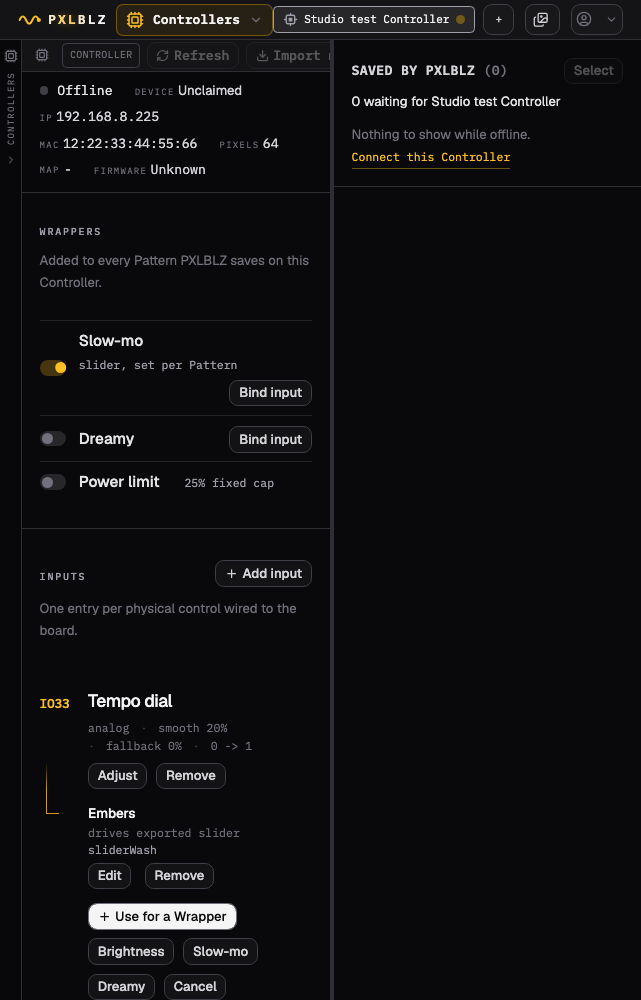 PXLBLZ
Controllers
Studio test Controller
+
CONTROLLERS
CONTROLLER
Refresh
Import
Offline DEVICE Unclaimed
IP 192.168.8.225
MAC 12:22:33:44:55:66 PIXELS 64
MAP - FIRMWARE Unknown
WRAPPERS
Added to every Pattern PXLBLZ saves on this
Controller.
Slow-mo
slider, set per Pattern
Bind input
Dreamy
Bind input
Power limit 25% fixed cap
INPUTS
+ Add input
One entry per physical control wired to the
board.
IO33 Tempo dial
analog · smooth 20%
· fallback 0% · 0 -> 1
Adjust Remove
Embers
drives exported slider
sliderWash
Edit Remove
+ Use for a Wrapper
Brightness Slow-mo
Dreamy Cancel
SAVED BY PXLBLZ (0)
Select
0 waiting for Studio test Controller
Nothing to show while offline.
Connect this Controller